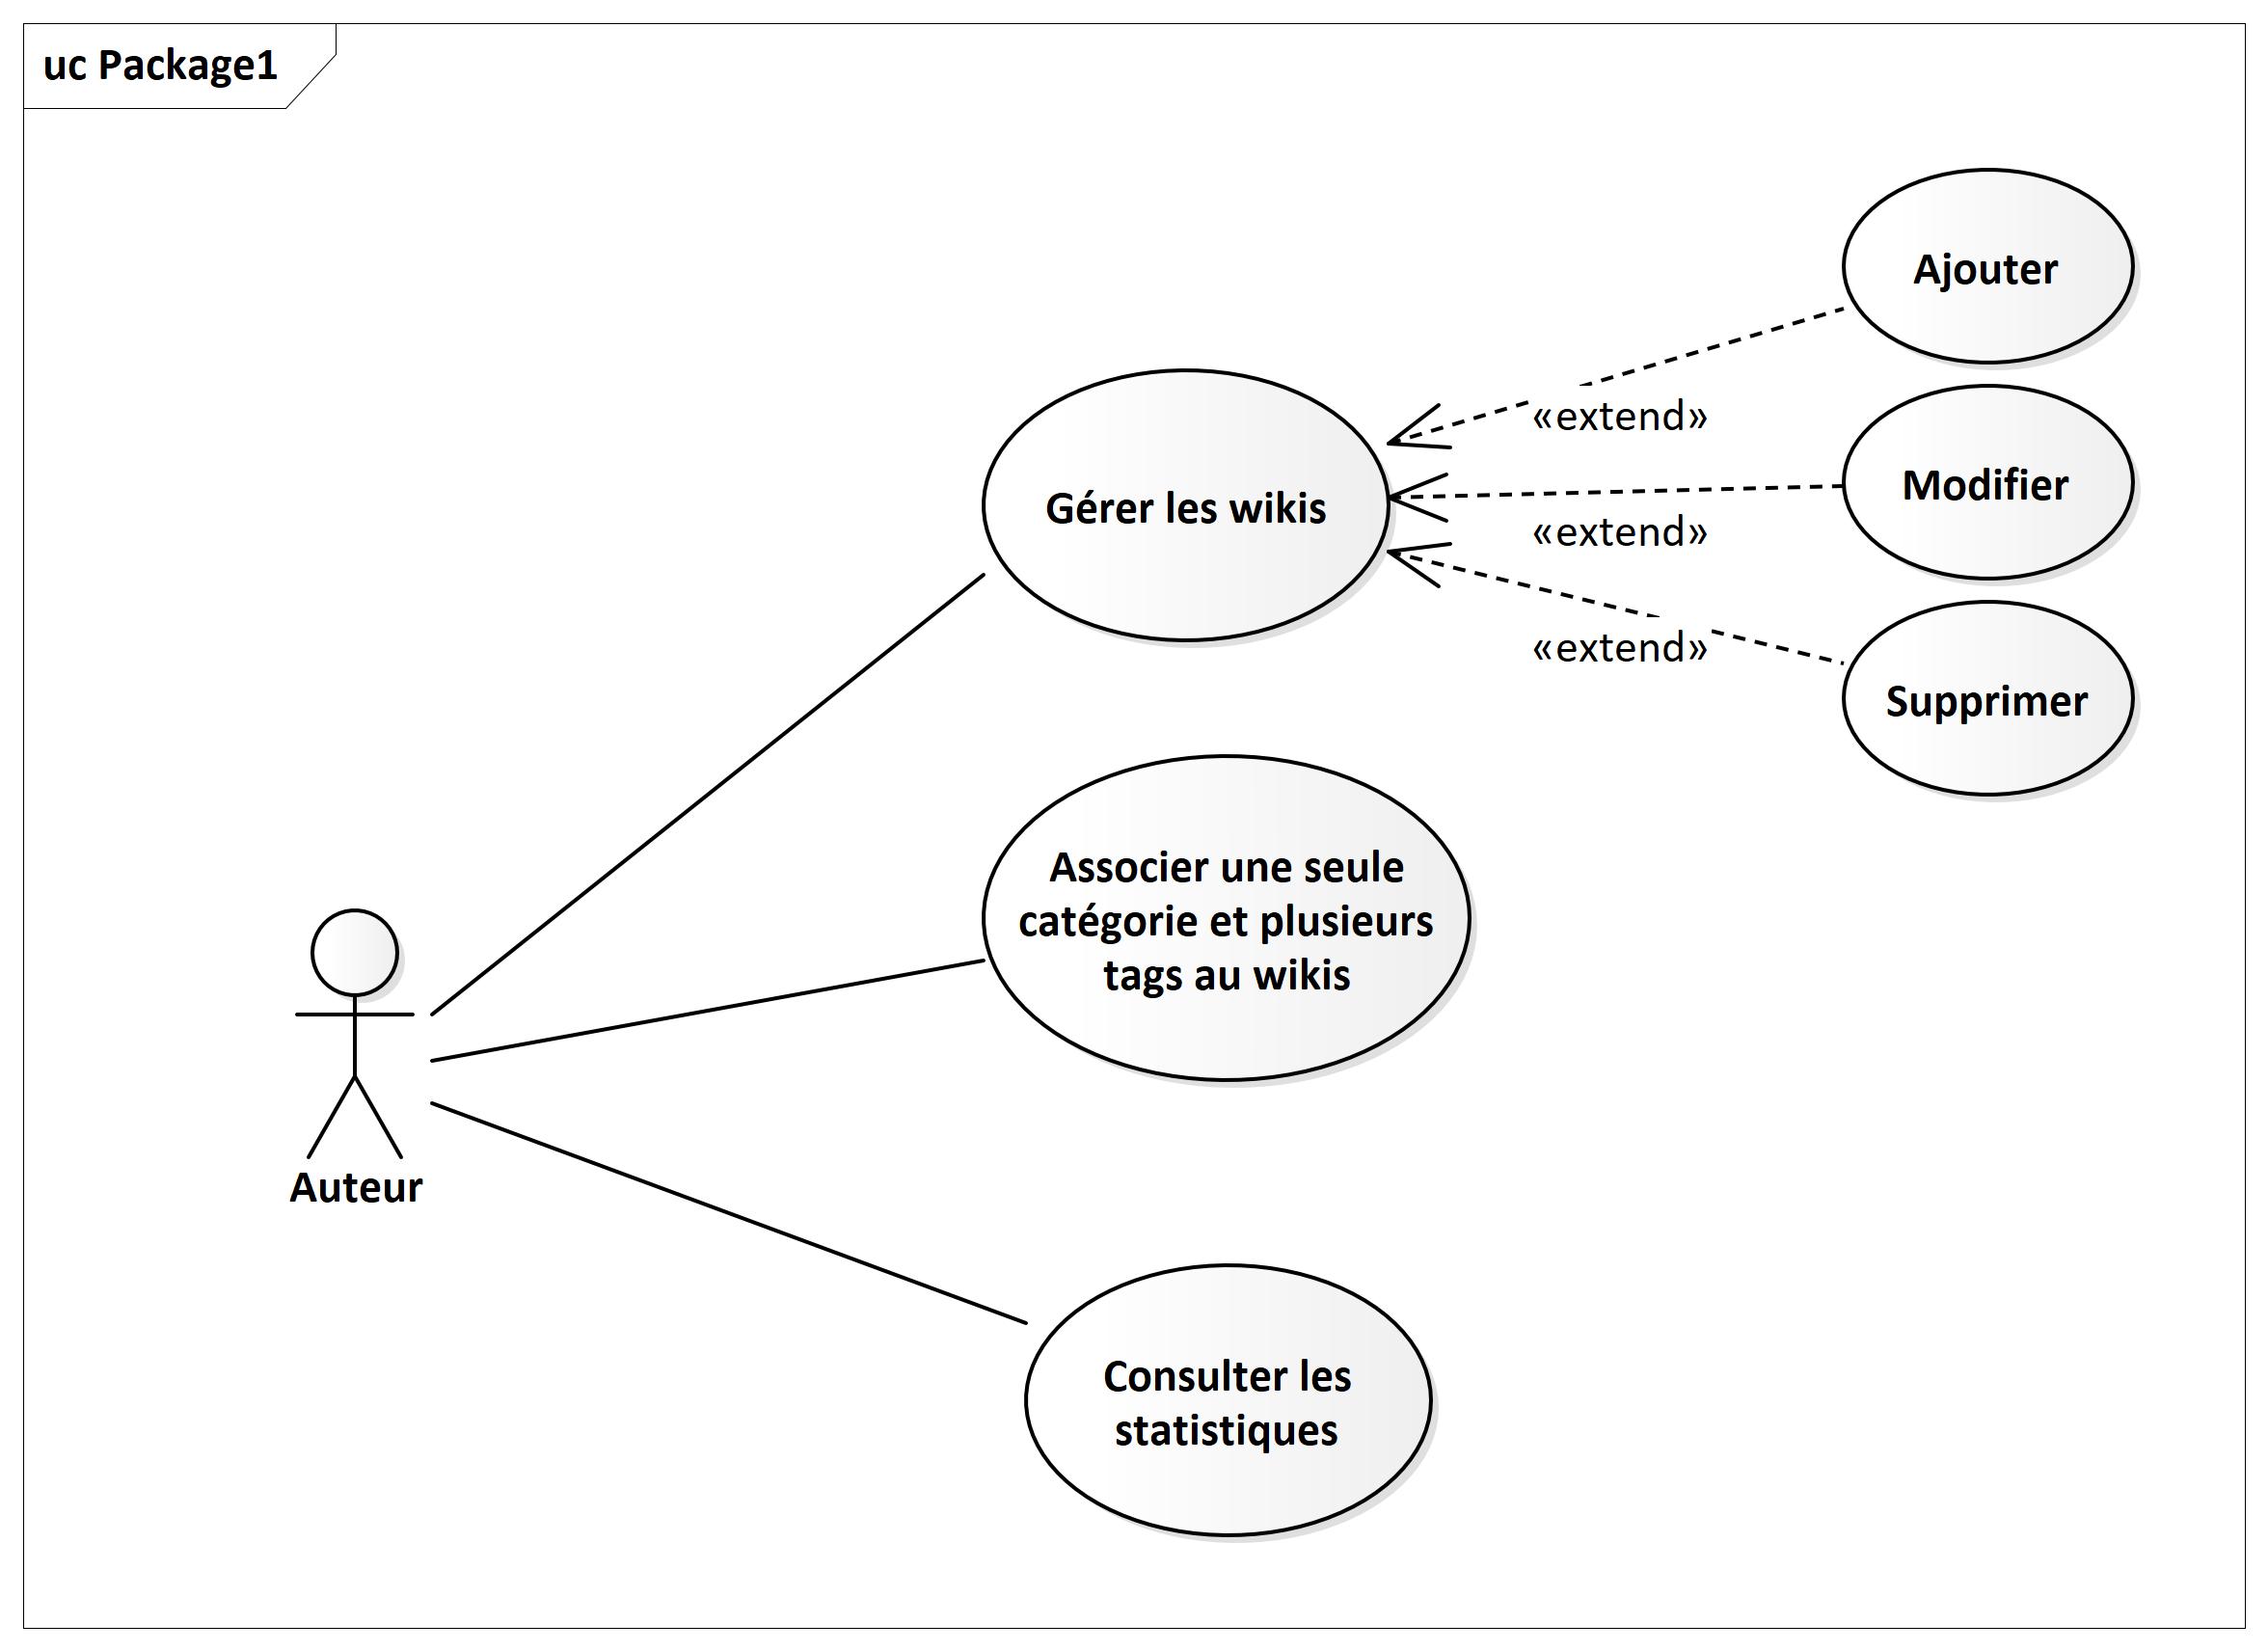 uc Package1
Ajouter
«extend»
Modifier
Gérer les wikis
«extend»
«extend»
Supprimer
Associer une seule
catégorie et plusieurs
tags au wikis
Auteur
Consulter les
statistiques